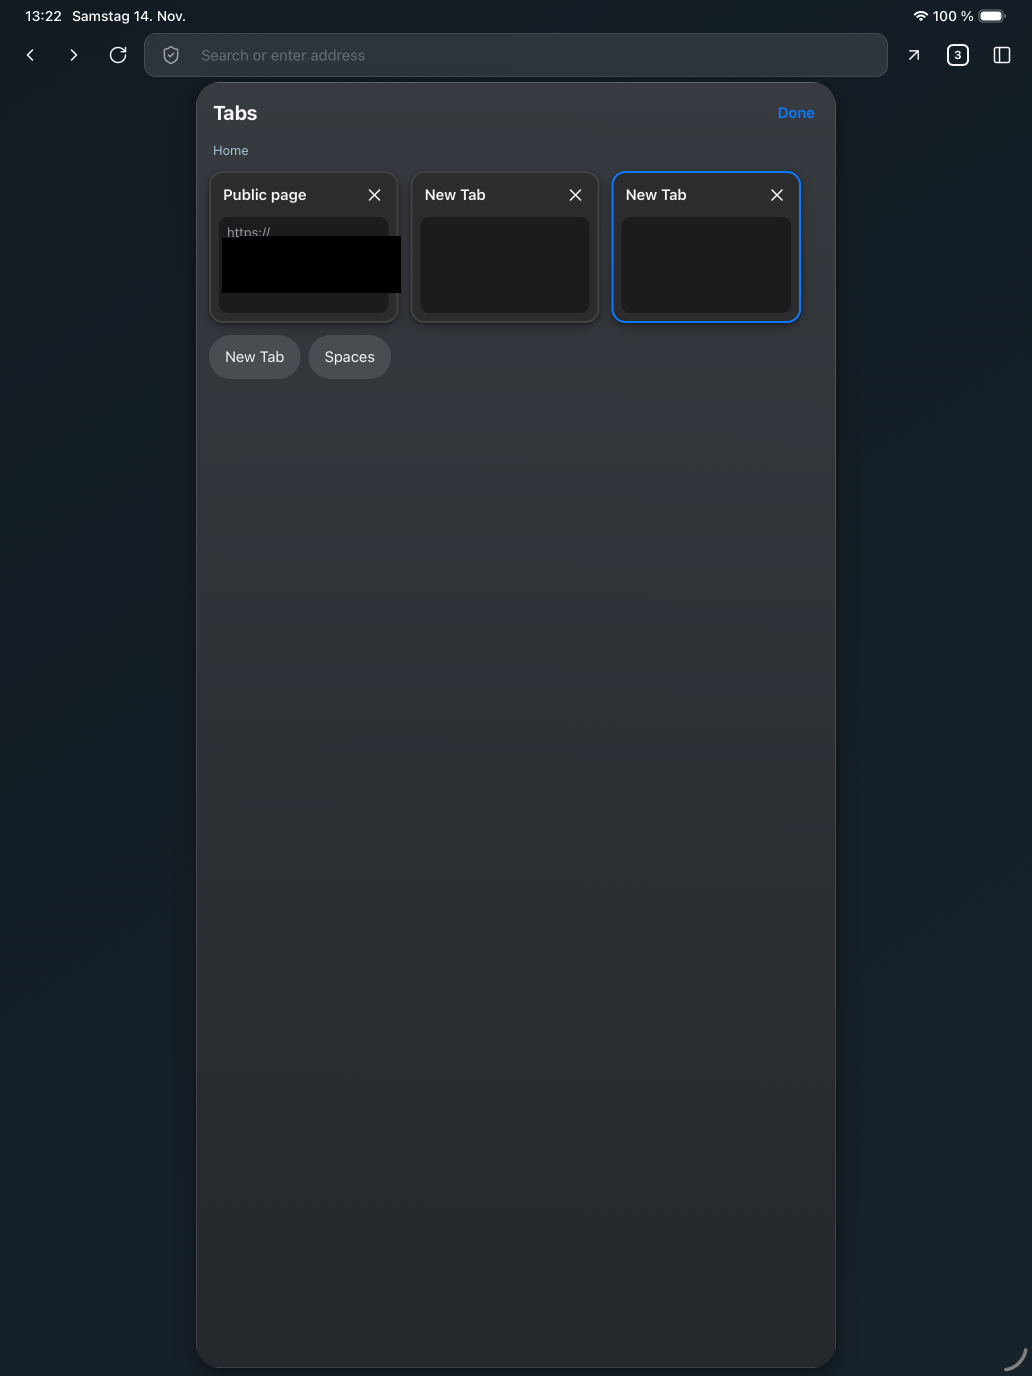 13:22 Samstag 14. Nov. 100 %
Search or enter address
3
Tabs Done
Home
Public page New Tab New Tab
https://
New Tab Spaces